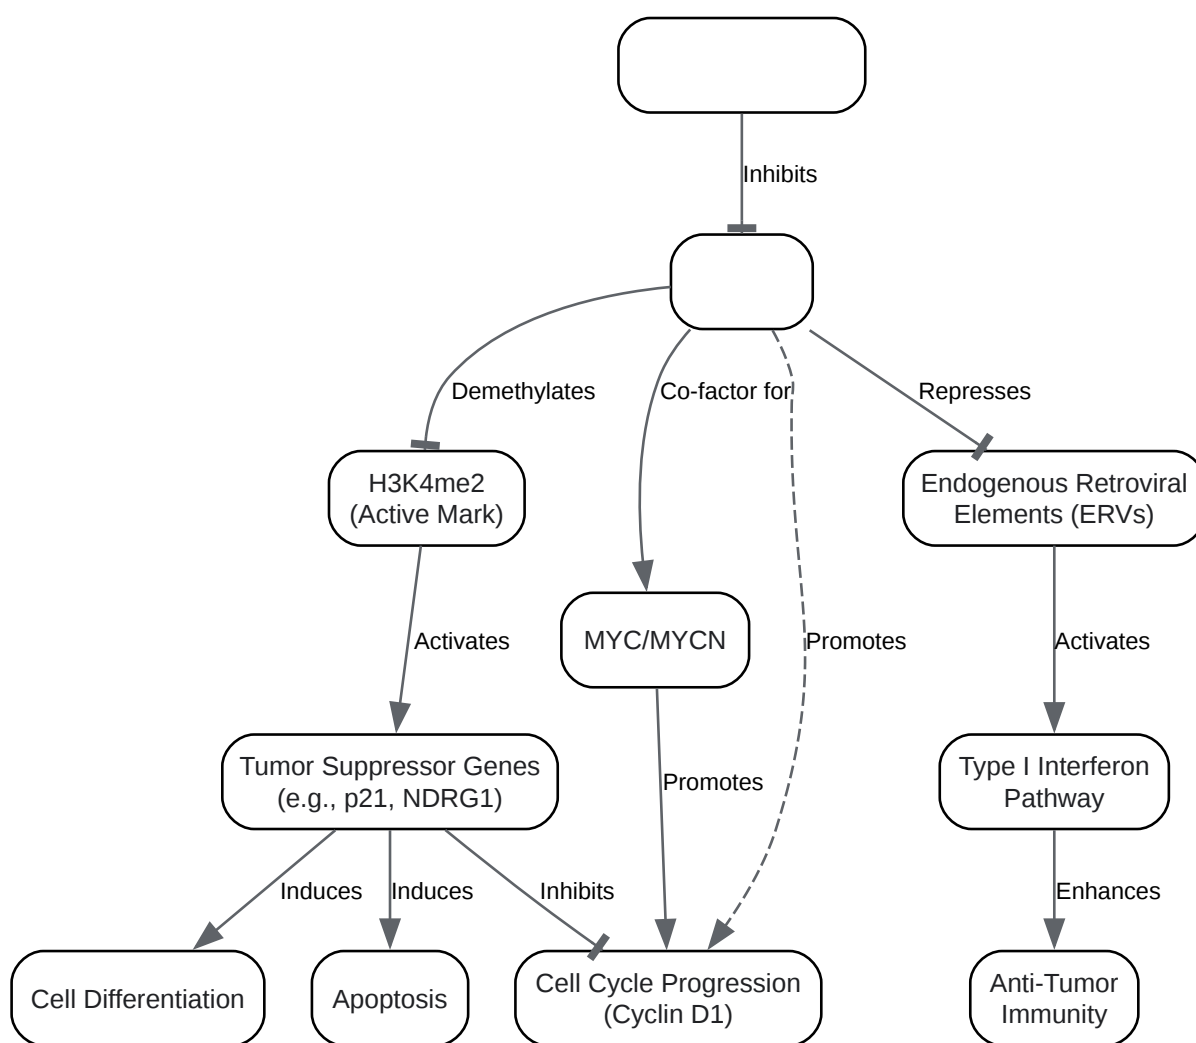 Inhibits
Demethylates
Co-factor for
Represses
H3K4me2
(Active Mark)
Endogenous Retroviral
Elements (ERVs)
Activates
MYC/MYCN
Promotes
Activates
Tumor Suppressor Genes
(e.g., p21, NDRG1)
Promotes
Type I Interferon
Pathway
Induces
Induces
Inhibits
Enhances
Cell Differentiation
Apoptosis
Cell Cycle Progression
(Cyclin D1)
Anti-Tumor
Immunity